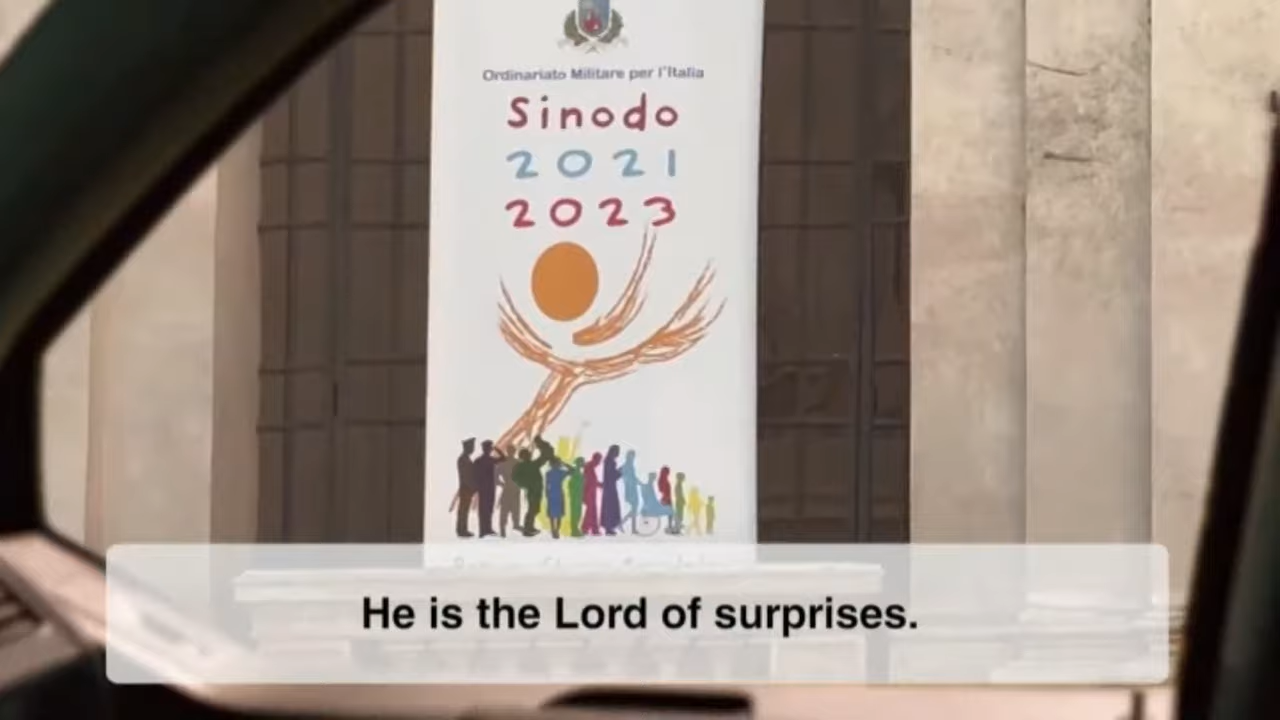 Ordinariato Militare per l'Italia
Sinodo
2021
2023
He is the Lord of surprises.